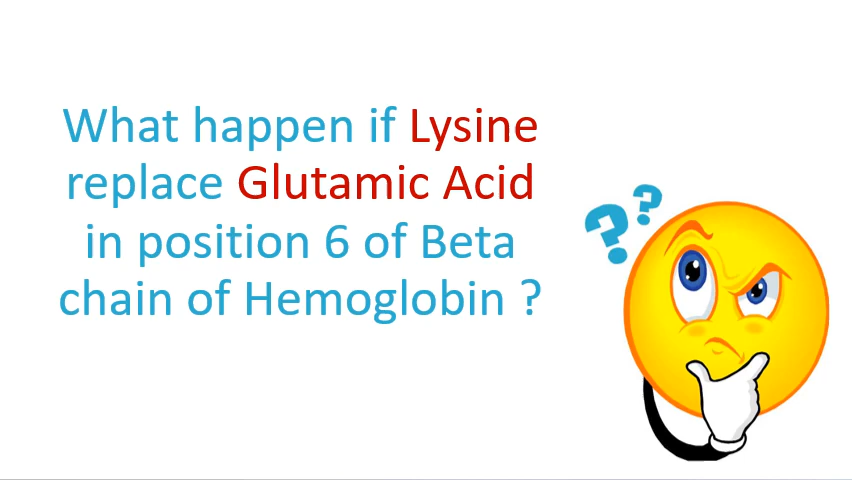 What happen if Lysine
replace Glutamic Acid
in position 6 of Beta
chain of Hemoglobin ?
? ?